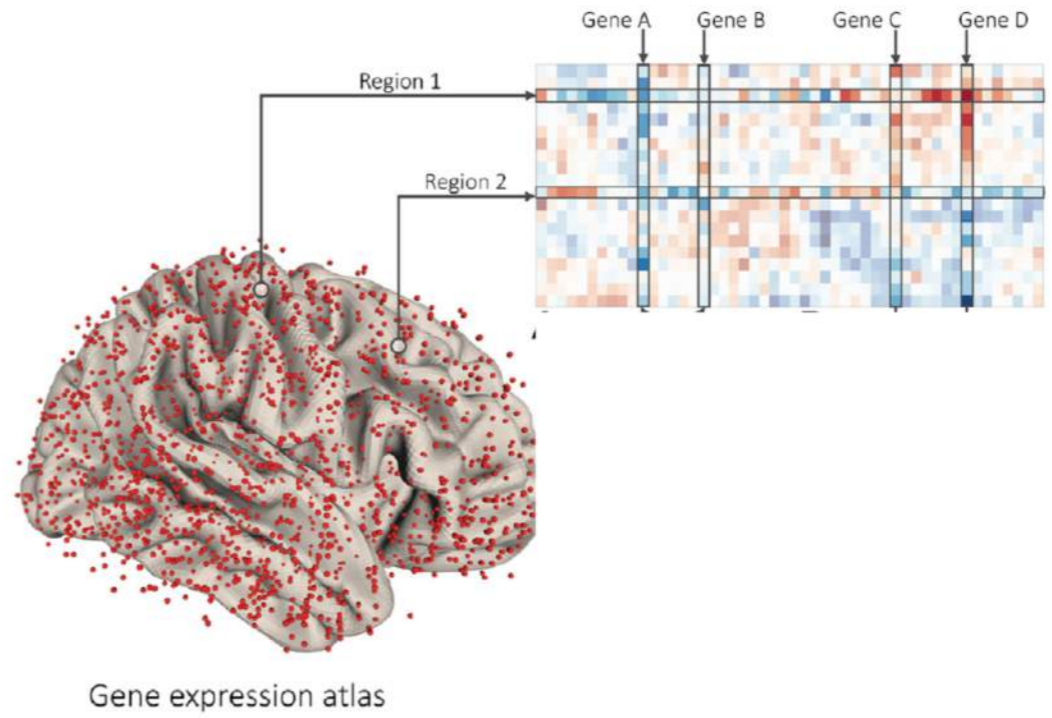 Gene A
Gene B
Gene C
Gene D
Region 1
Region 2
Gene expression atlas